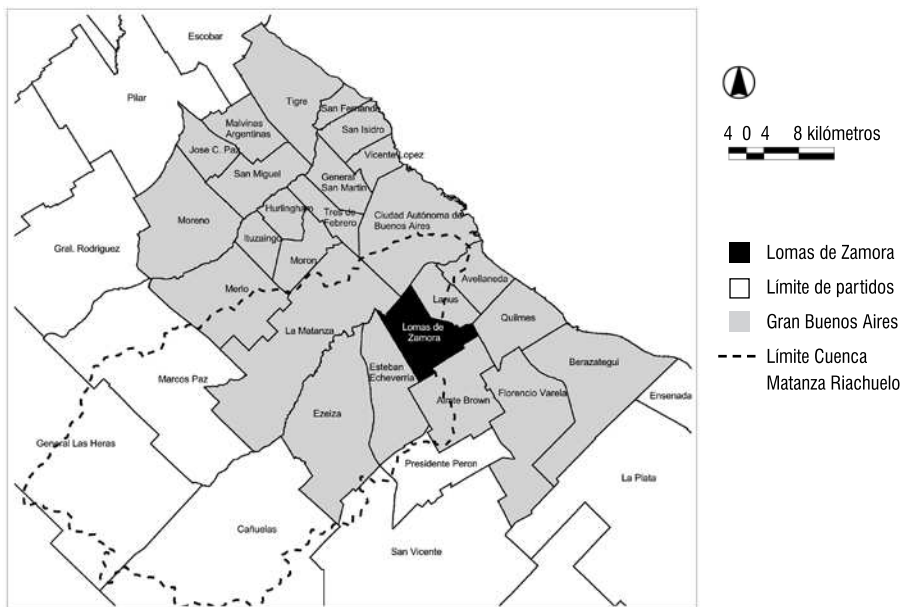 Escobar
Pilar
Tigre
San Fernando
Malvinas
Argentinas
San Isidro
Jose C. Paz
Vicente Lopez
San Miguel
General
San Martin
Hurlingham
Moreno
Tres de
Febrero
Ciudad Autónoma de
Buenos Aires
Ituzaingo
Gral. Rodriguez
Moron
Avellaneda
Merlo
Lanus
Quilmes
La Matanza
Lomas de
Zamora
Berazategui
Marcos Paz
Esteban
Echeverría
Florencio Varela
Ensenada
Almte Brown
Ezeiza
General Las Heras
Presidente Peron
La Plata
Cañuelas
San Vicente
4 0 4 8 kilómetros
Lomas de Zamora
Límite de partidos
Gran Buenos Aires
Límite Cuenca
Matanza Riachuelo